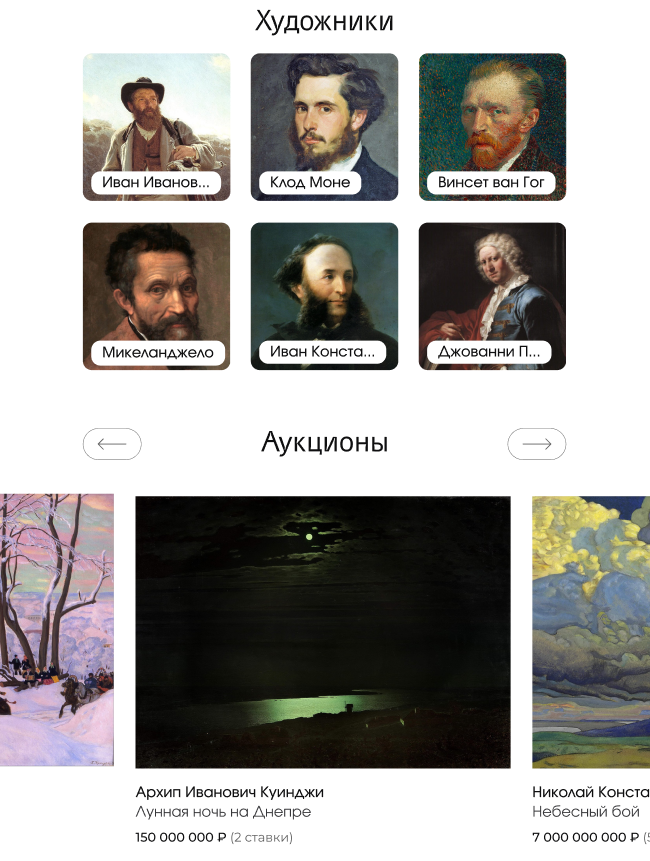 Художники
Иван Иванов...
Клод Моне
Винсет ван Гог
Микеланджело
Иван Конста...
Джованни П...
Аукционы
Архип Иванович Куинджи
Лунная ночь на Днепре
150 000 000 ₽ (2 ставки)
Николай Конста
Небесный бой
7 000 000 000 ₽ (5